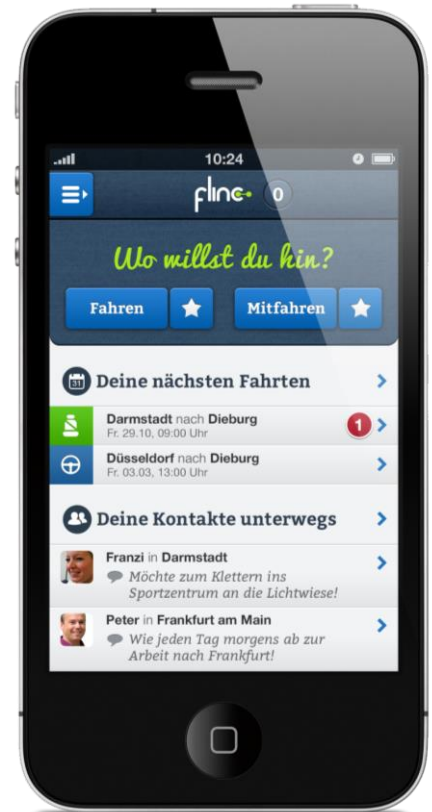 10:24
flinc
0
Wo willst du hin?
Fahren
Mitfahren
31
Deine nächsten Fahrten
Darmstadt nach Dieburg
Fr. 29.10, 09:00 Uhr
1
Düsseldorf nach Dieburg
Fr. 03.03, 13:00 Uhr
Deine Kontakte unterwegs
Franzi in Darmstadt
Möchte zum Klettern ins
Sportzentrum an die Lichtwiese!
Peter in Frankfurt am Main
Wie jeden Tag morgens ab zur
Arbeit nach Frankfurt!